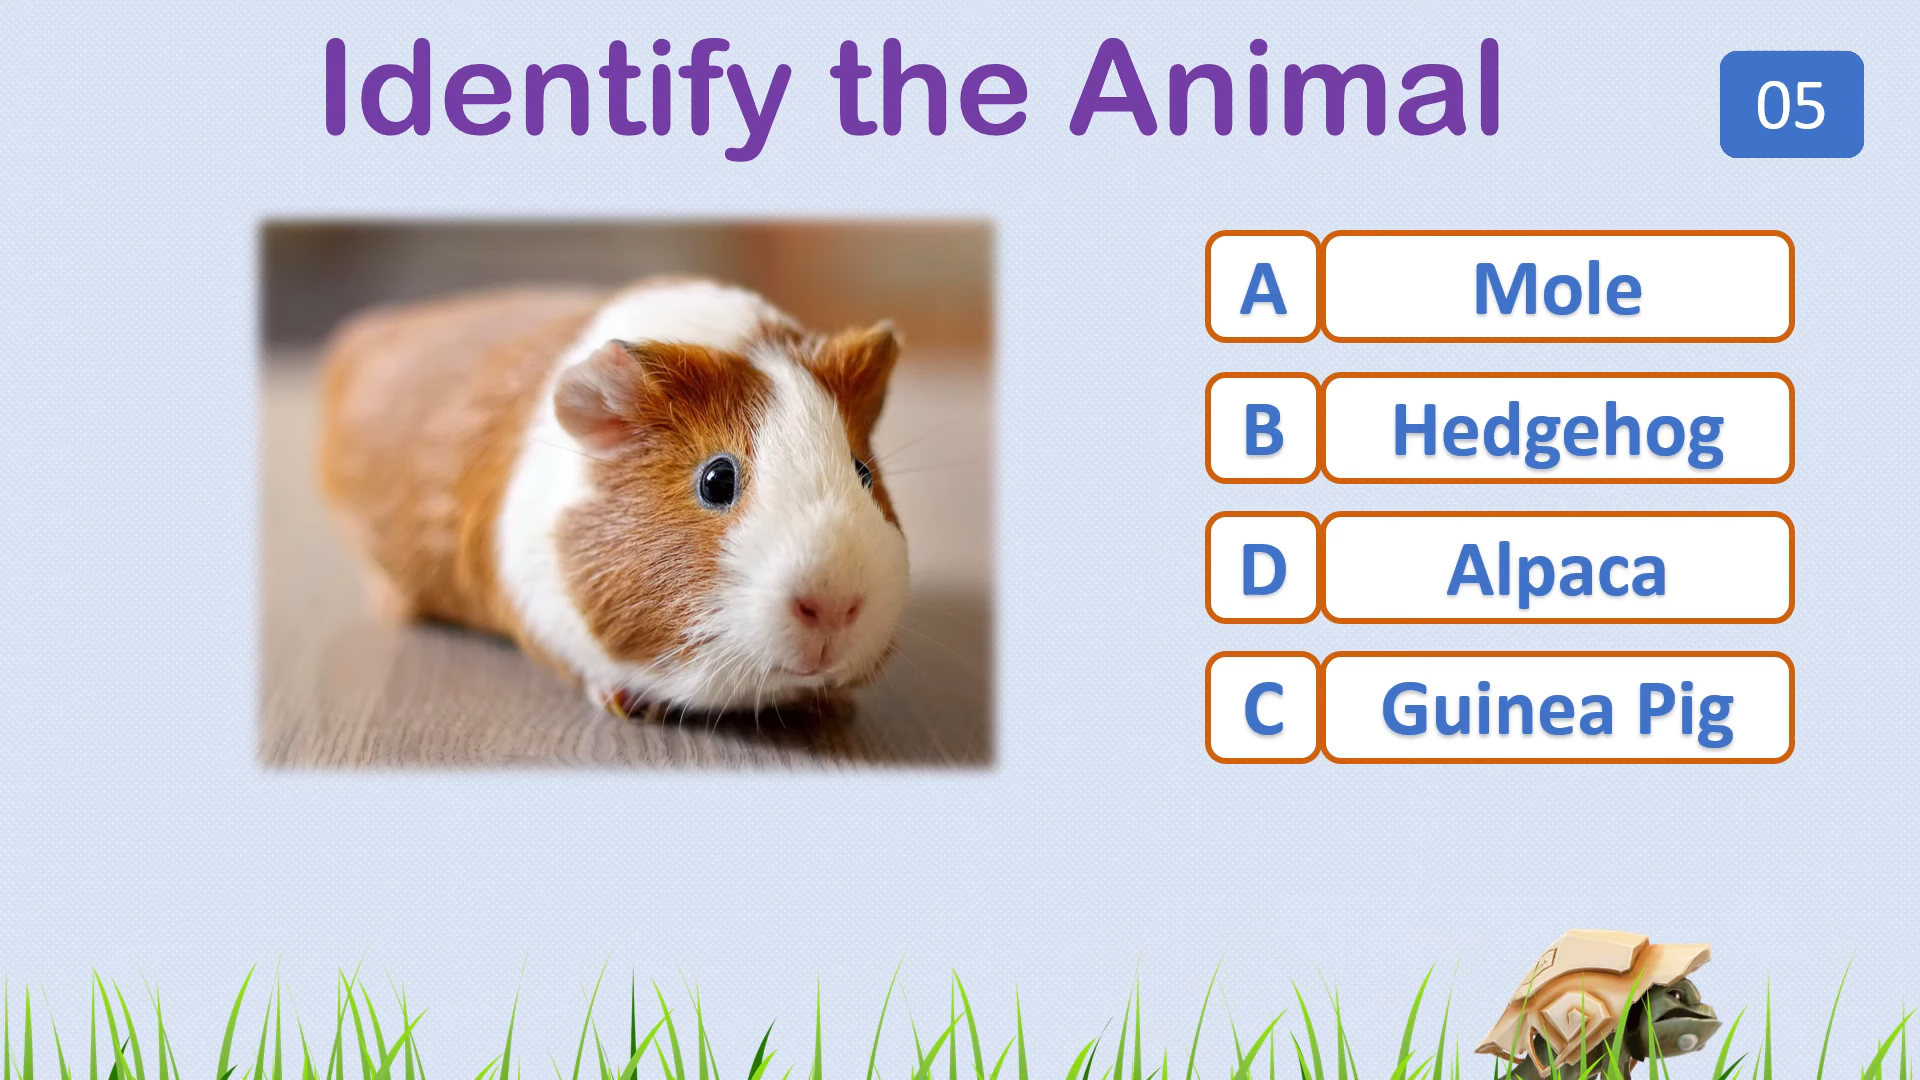 Identify the Animal
05
A Mole
B Hedgehog
D Alpaca
C Guinea Pig